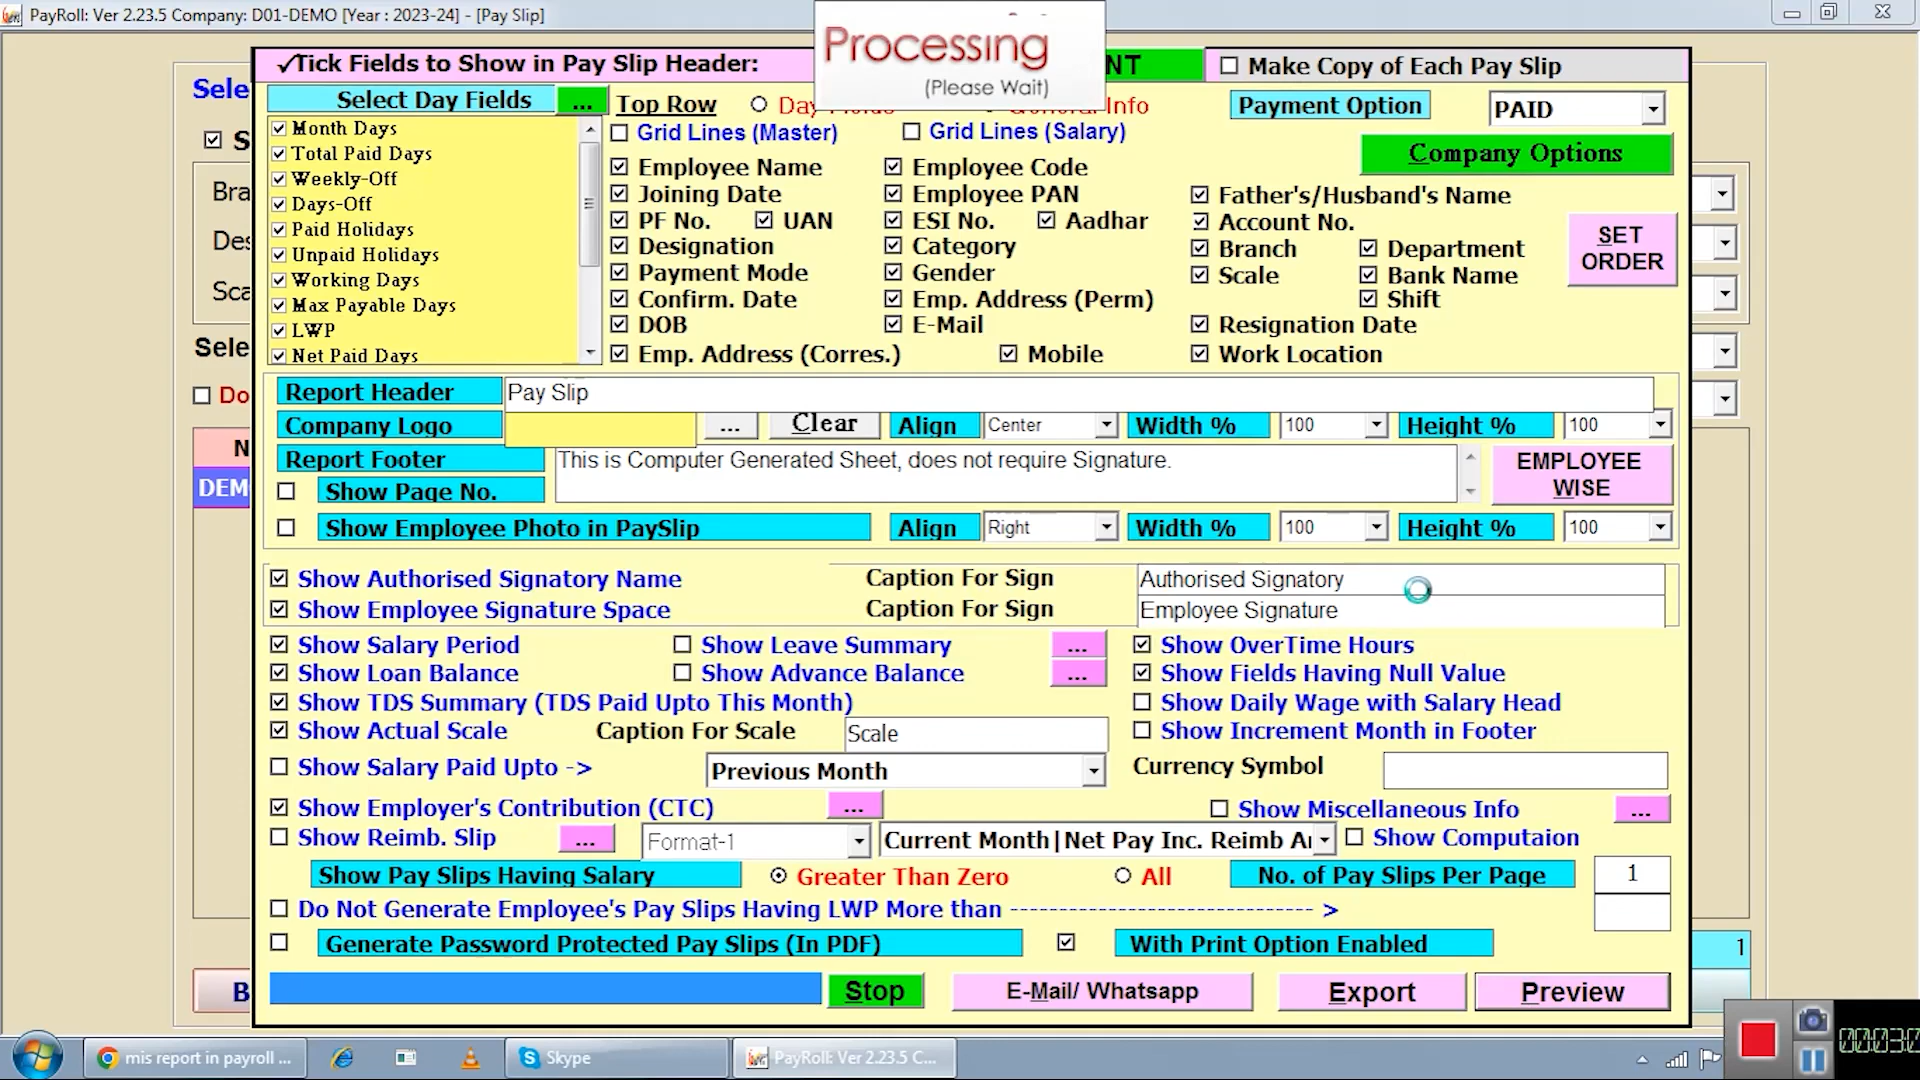 PayRoll: Ver 2.23.5 Company: D01-DEMO [Year : 2023-24] - [Pay Slip]
Processing
(Please Wait)
✓Tick Fields to Show in Pay Slip Header:
NT
Make Copy of Each Pay Slip
Sele
S
Bra
Des
Sca
Sele
Do
N
DEM
B
Select Day Fields ...
Month Days
Total Paid Days
Weekly-Off
Days-Off
Paid Holidays
Unpaid Holidays
Working Days
Max Payable Days
LWP
Net Paid Days
Top Row
Info
Payment Option PAID
Grid Lines (Master) Grid Lines (Salary)
Company Options
Employee Name Employee Code
Joining Date Employee PAN Father's/Husband's Name
PF No. UAN ESI No. Aadhar Account No.
Designation Category Branch Department
Payment Mode Gender Scale Bank Name
Confirm. Date Emp. Address (Perm) Shift
DOB E-Mail Resignation Date
Emp. Address (Corres.) Mobile Work Location
SET
ORDER
Report Header Pay Slip
Company Logo ... Clear Align Center Width % 100 Height % 100
Report Footer This is Computer Generated Sheet, does not require Signature.
EMPLOYEE
WISE
Show Page No.
Show Employee Photo in PaySlip Align Right Width % 100 Height % 100
Show Authorised Signatory Name Caption For Sign Authorised Signatory
Show Employee Signature Space Caption For Sign Employee Signature
Show Salary Period Show Leave Summary ... Show OverTime Hours
Show Loan Balance Show Advance Balance ... Show Fields Having Null Value
Show TDS Summary (TDS Paid Upto This Month) Show Daily Wage with Salary Head
Show Actual Scale Caption For Scale Scale Show Increment Month in Footer
Show Salary Paid Upto -> Previous Month Currency Symbol
Show Employer's Contribution (CTC) ... Show Miscellaneous Info ...
Show Reimb. Slip ... Format-1 Current Month|Net Pay Inc. Reimb Show Computaion
Show Pay Slips Having Salary Greater Than Zero All No. of Pay Slips Per Page 1
Do Not Generate Employee's Pay Slips Having LWP More than ------------------------------ >
Generate Password Protected Pay Slips (In PDF) With Print Option Enabled
1
Stop E-Mail/ Whatsapp Export Preview
mis report in payroll ...
Skype
PayRoll: Ver 2.23.5 C...